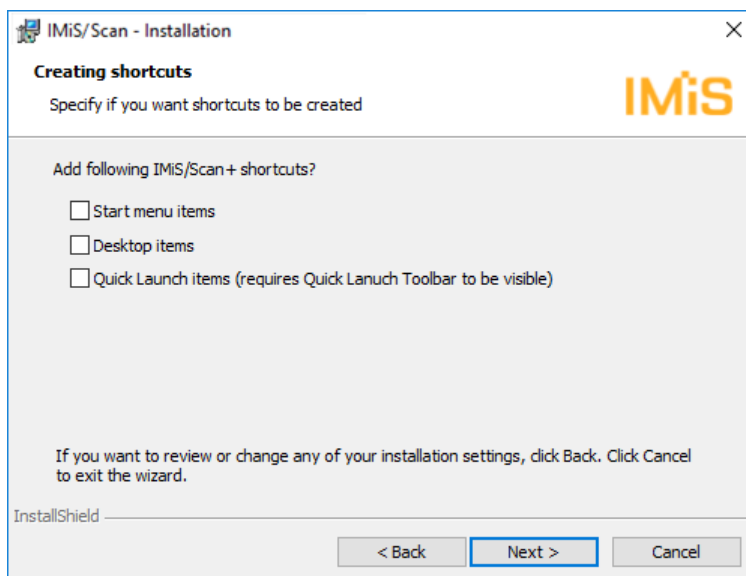 IMiS/Scan - Installation
Creating shortcuts
Specify if you want shortcuts to be created
IMiS
Add following IMiS/Scan+ shortcuts?
Start menu items
Desktop items
Quick Launch items (requires Quick Lanuch Toolbar to be visible)
If you want to review or change any of your installation settings, click Back. Click Cancel
to exit the wizard.
InstallShield
< Back
Next >
Cancel